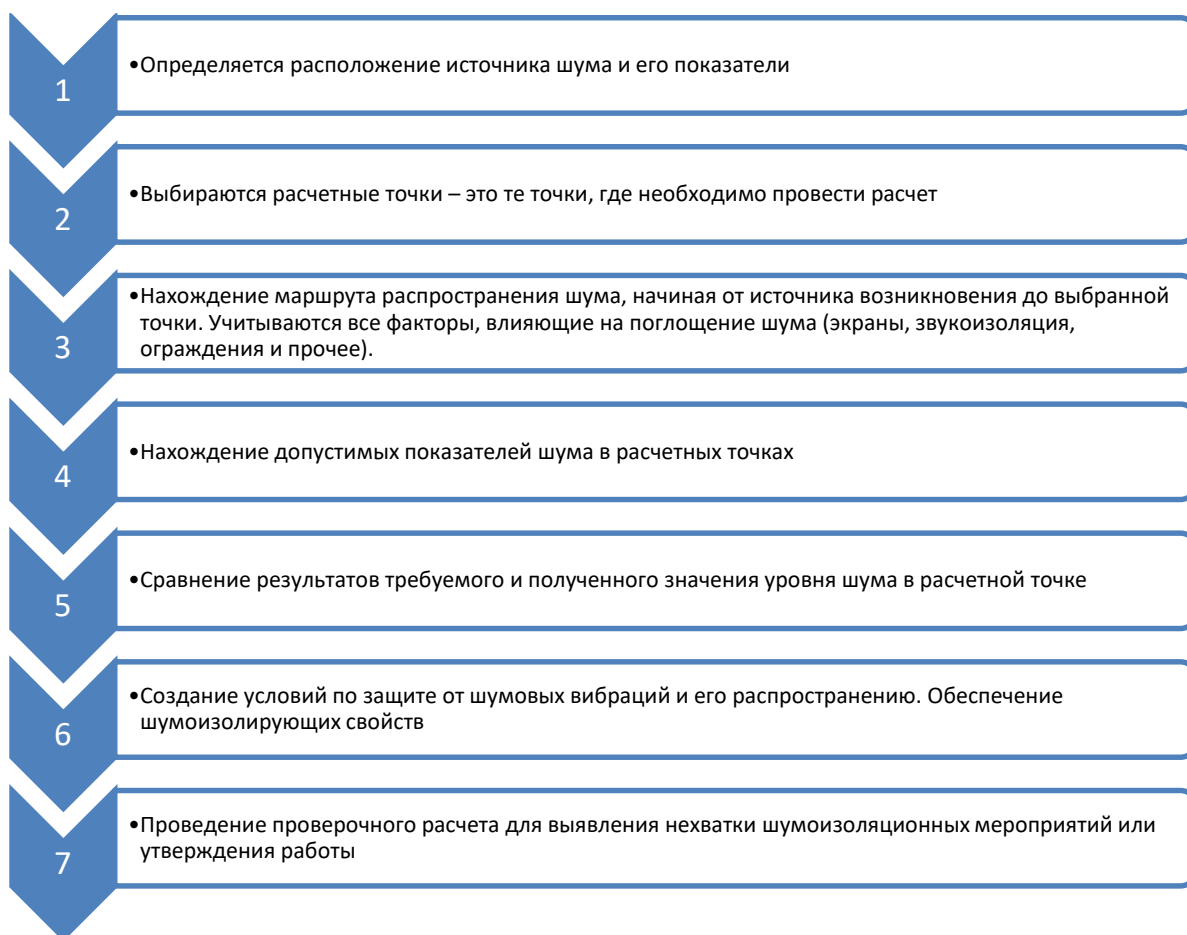 1
•Определяется расположение источника шума и его показатели
2
•Выбираются расчетные точки – это те точки, где необходимо провести расчет
3
•Нахождение маршрута распространения шума, начиная от источника возникновения до выбранной
точки. Учитываются все факторы, влияющие на поглощение шума (экраны, звукоизоляция,
ограждения и прочее).
4
•Нахождение допустимых показателей шума в расчетных точках
5
•Сравнение результатов требуемого и полученного значения уровня шума в расчетной точке
6
•Создание условий по защите от шумовых вибраций и его распространению. Обеспечение
шумоизолирующих свойств
7
•Проведение проверочного расчета для выявления нехватки шумоизоляционных мероприятий или
утверждения работы